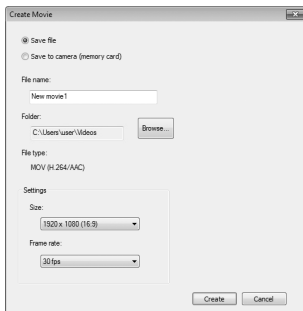 Create Movie
Save file
Save to camera (memory card)
File name:
New movie1
Folder:
C:\Users\user\Videos
Browse...
File type:
MOV (H.264/AAC)
Settings
Size:
1920 x 1080 (16:9)
Frame rate:
30 fps
Create
Cancel